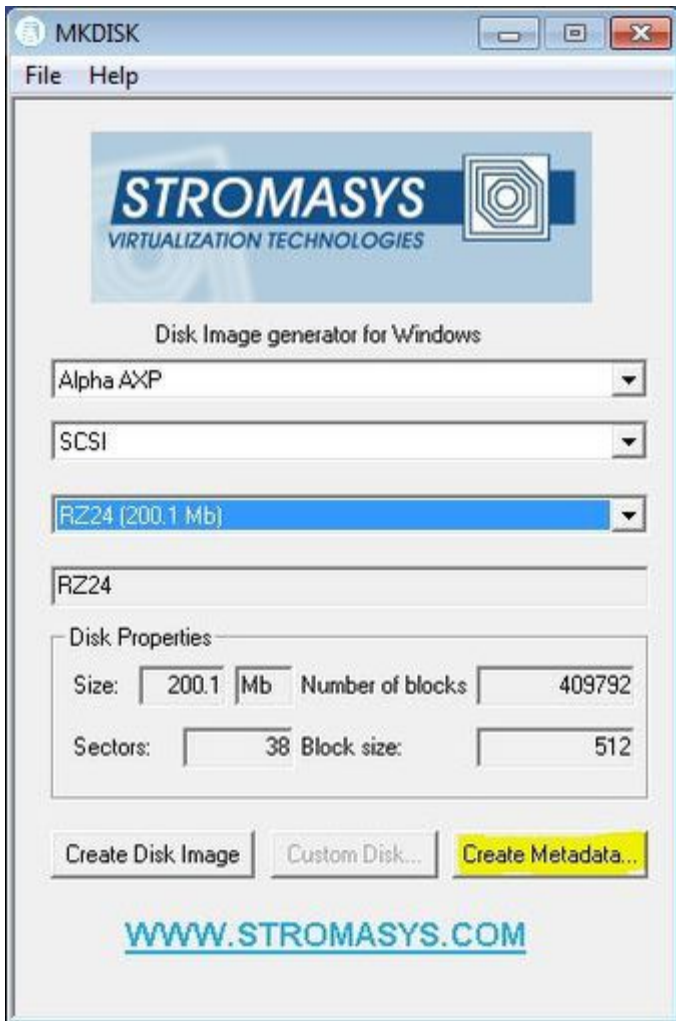 MKDISK
File Help
STROMASYS
VIRTUALIZATION TECHNOLOGIES
Disk Image generator for Windows
Alpha AXP
SCSI
RZ24 (200.1 Mb)
RZ24
Disk Properties
Size: 200.1 Mb Number of blocks 409792
Sectors: 38 Block size: 512
Create Disk Image Custom Disk... Create Metadata...
WWW.STROMASYS.COM